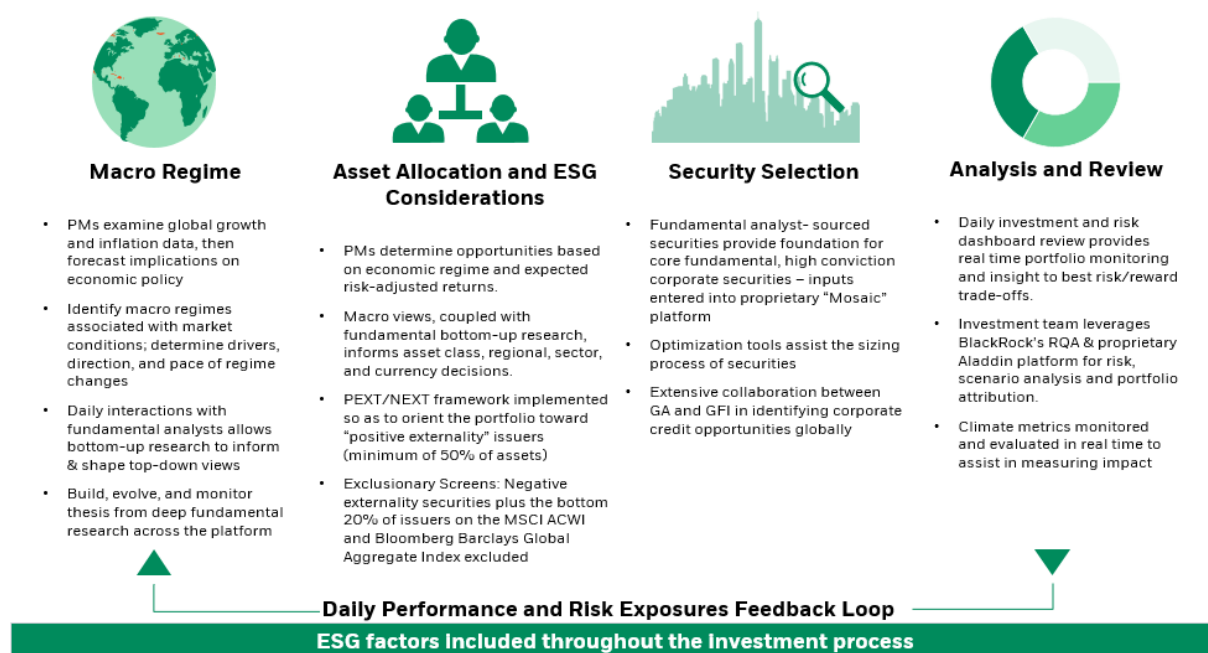 Macro Regime
• PMs examine global growth
and inflation data, then
forecast implications on
economic policy
• Identify macro regimes
associated with market
conditions; determine drivers,
direction, and pace of regime
changes
• Daily interactions with
fundamental analysts allows
bottom-up research to inform
& shape top-down views
• Build, evolve, and monitor
thesis from deep fundamental
research across the platform
Asset Allocation and ESG
Considerations
• PMs determine opportunities based
on economic regime and expected
risk-adjusted returns.
• Macro views, coupled with
fundamental bottom-up research,
informs asset class, regional, sector,
and currency decisions.
• PEXT/NEXT framework implemented
so as to orient the portfolio toward
“positive externality” issuers
(minimum of 50% of assets)
• Exclusionary Screens: Negative
externality securities plus the bottom
20% of issuers on the MSCI ACWI
and Bloomberg Barclays Global
Aggregate Index excluded
Security Selection
• Fundamental analyst- sourced
securities provide foundation for
core fundamental, high conviction
corporate securities – inputs
entered into proprietary “Mosaic”
platform
• Optimization tools assist the sizing
process of securities
• Extensive collaboration between
GA and GFI in identifying corporate
credit opportunities globally
Analysis and Review
• Daily investment and risk
dashboard review provides
real time portfolio monitoring
and insight to best risk/reward
trade-offs.
• Investment team leverages
BlackRock’s RQA & proprietary
Aladdin platform for risk,
scenario analysis and portfolio
attribution.
• Climate metrics monitored
and evaluated in real time to
assist in measuring impact
Daily Performance and Risk Exposures Feedback Loop
ESG factors included throughout the investment process